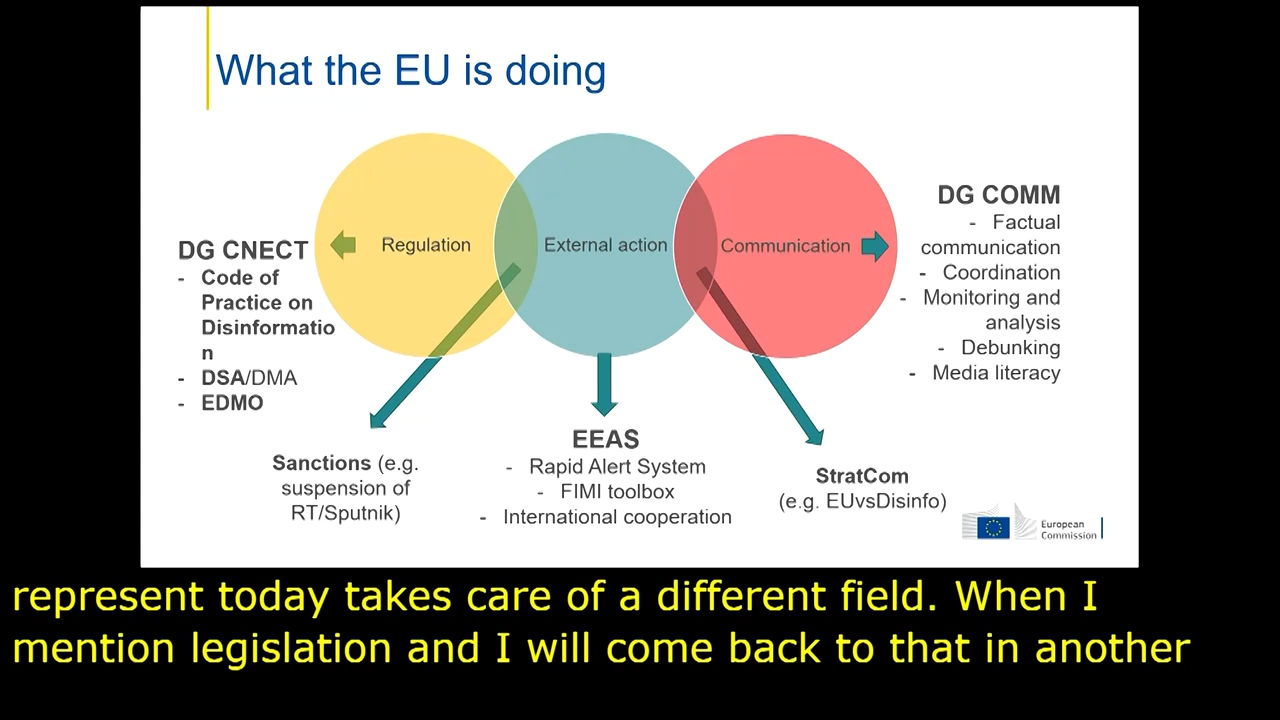 What the EU is doing
Regulation
External action
Communication
DG CNECT
- Code of
Practice on
Disinformatio
n
- DSA/DMA
- EDMO
DG COMM
- Factual
communication
- Coordination
- Monitoring and
analysis
- Debunking
- Media literacy
Sanctions (e.g.
suspension of
RT/Sputnik)
EEAS
- Rapid Alert System
- FIMI toolbox
- International cooperation
StratCom
(e.g. EUvsDisinfo)
European
Commission
represent today takes care of a different field. When I
mention legislation and I will come back to that in another